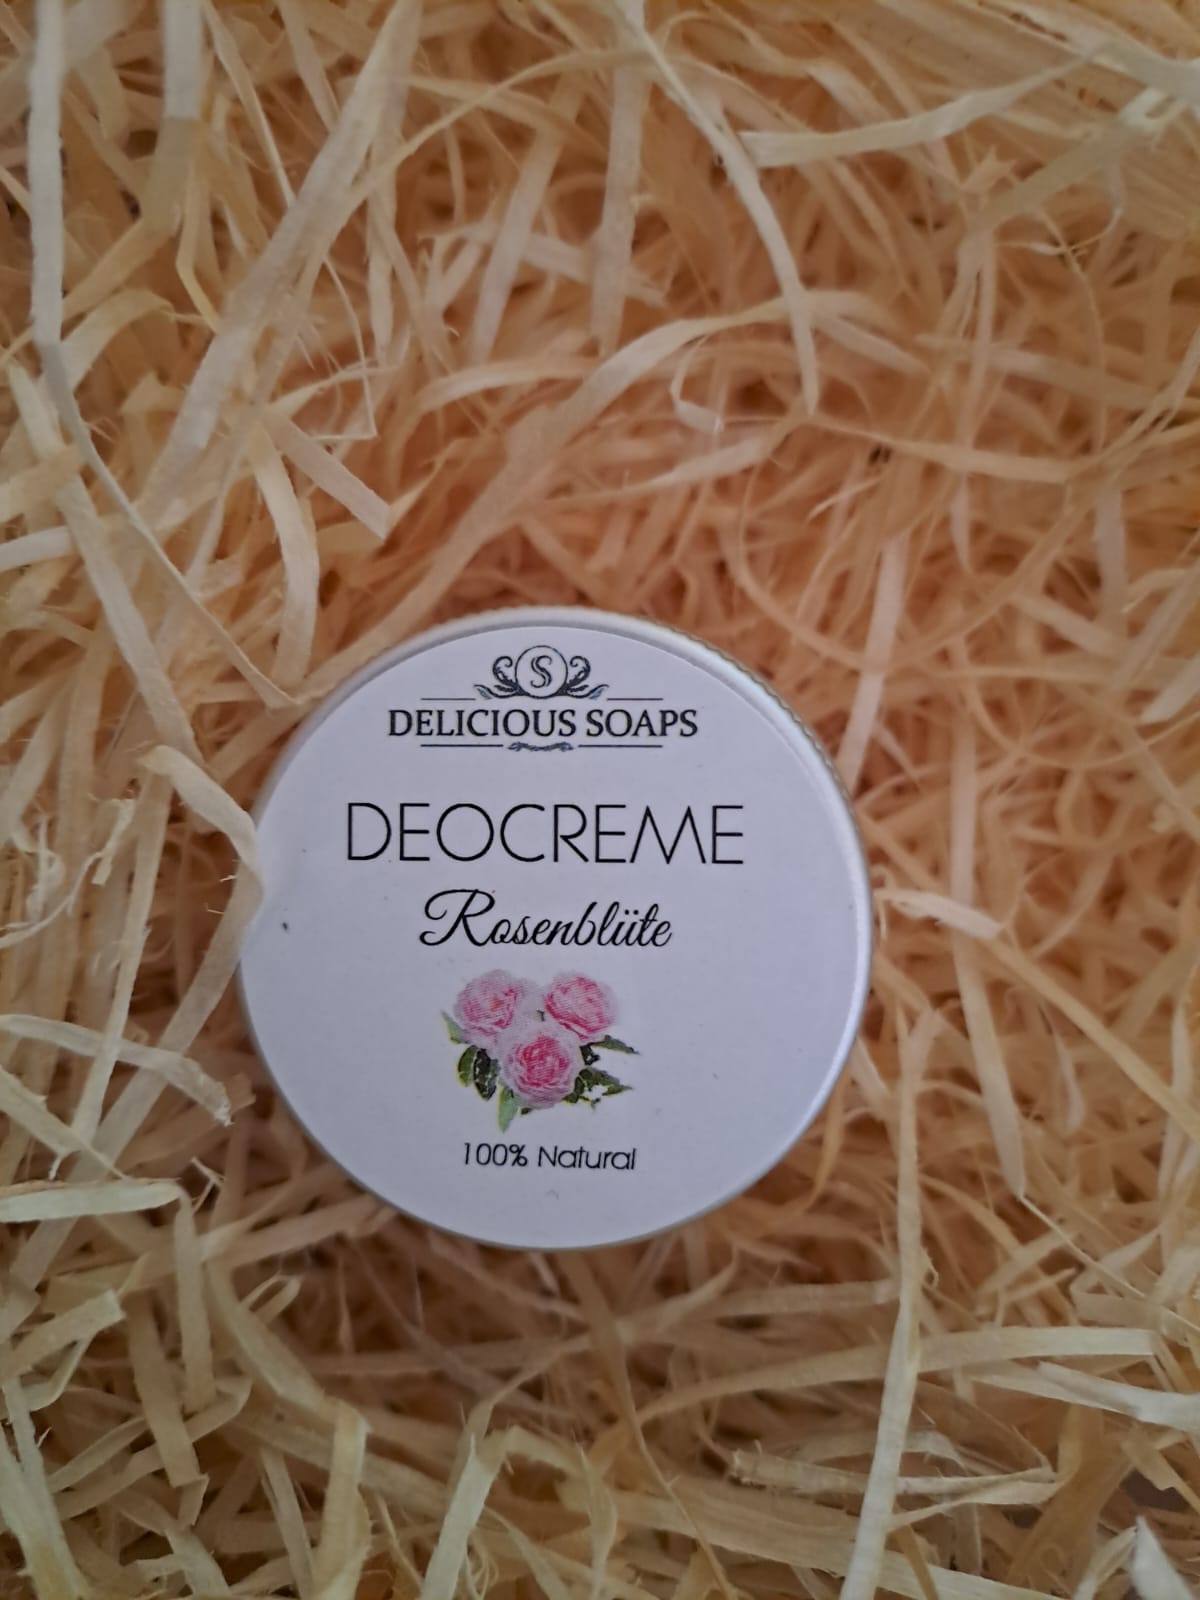 S
DELICIOUS SOAPS
DEOCREME
Rosenblüte
100% Natural